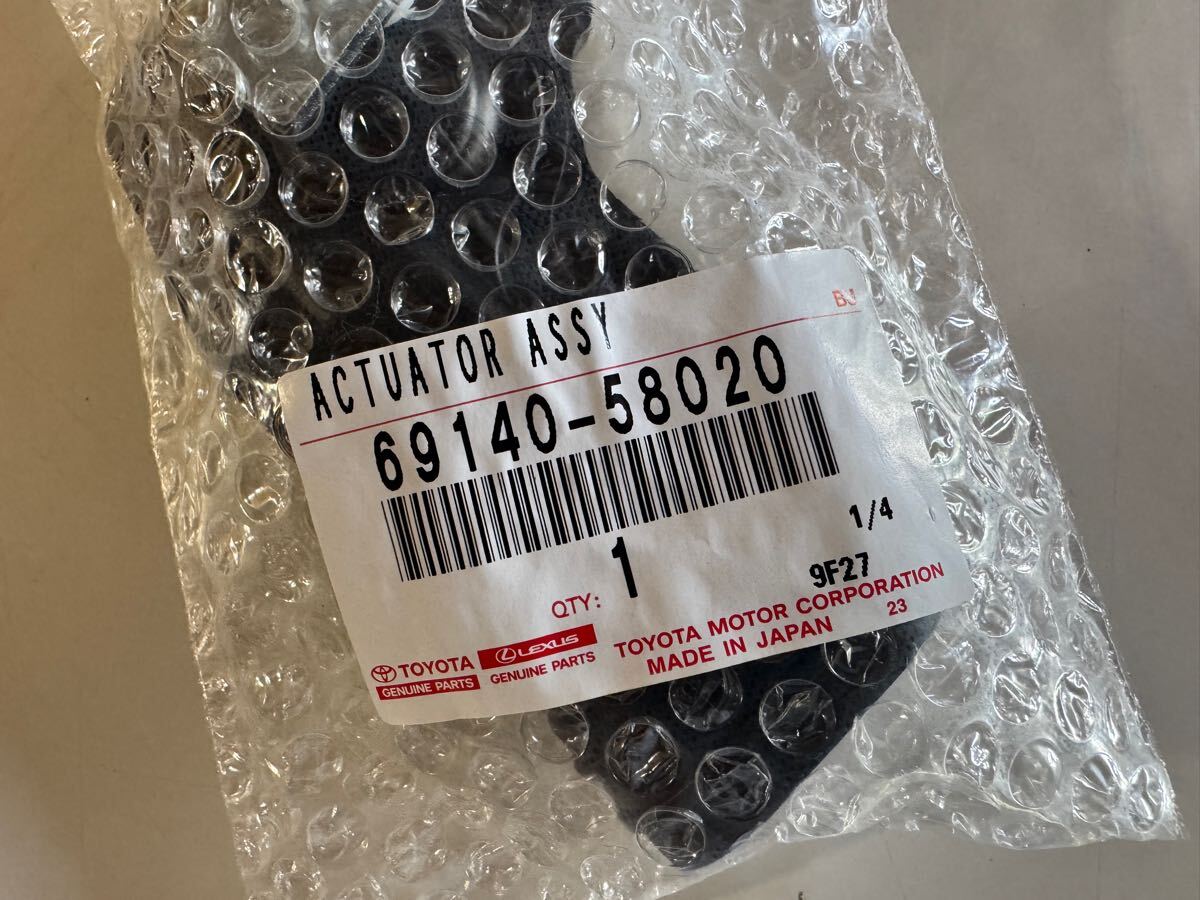 BJ
ACTUATOR ASSY
69140-58020
1/4
QTY: 1
9F27
TOYOTA LEXUS TOYOTA MOTOR CORPORATION
GENUINE PARTS GENUINE PARTS MADE IN JAPAN 23